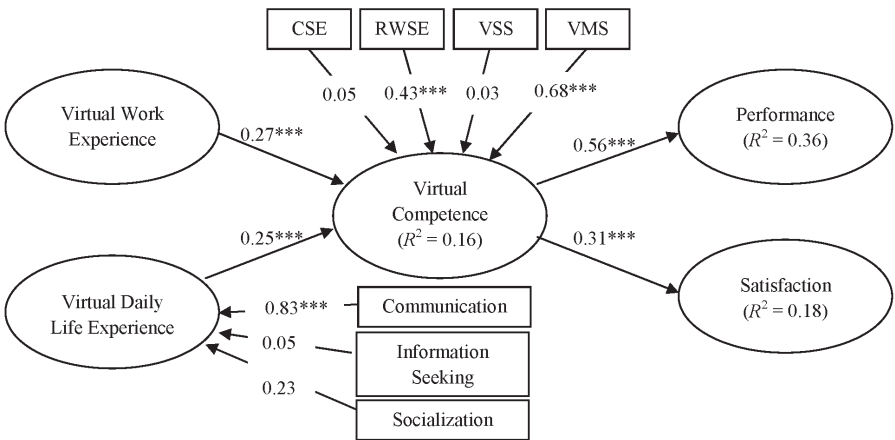 CSE
RWSE
VSS
VMS
0.05
0.43***
0.03
0.68***
Virtual Work
Experience
0.27***
Virtual
Competence
(R² = 0.16)
0.56***
Performance
(R² = 0.36)
0.25***
0.31***
Virtual Daily
Life Experience
Satisfaction
(R² = 0.18)
0.83***
Communication
0.05
Information
Seeking
0.23
Socialization